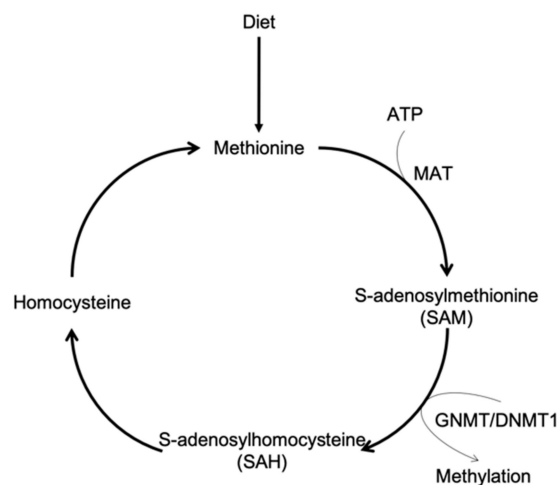 Diet
ATP
Methionine
MAT
Homocysteine
S-adenosylmethionine
(SAM)
GNMT/DNMT1
S-adenosylhomocysteine
(SAH)
Methylation